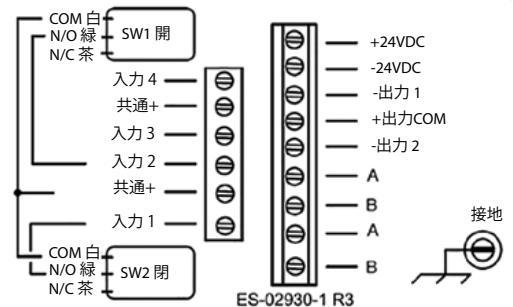 COM 白
N/O 緑
N/C 茶
SW1 開
入力 4
共通+
入力 3
入力 2
共通+
入力 1
COM 白
N/O 緑
N/C 茶
SW2 閉
+24VDC
-24VDC
-出力 1
+出力COM
-出力 2
A
B
A
B
接地
ES-02930-1 R3